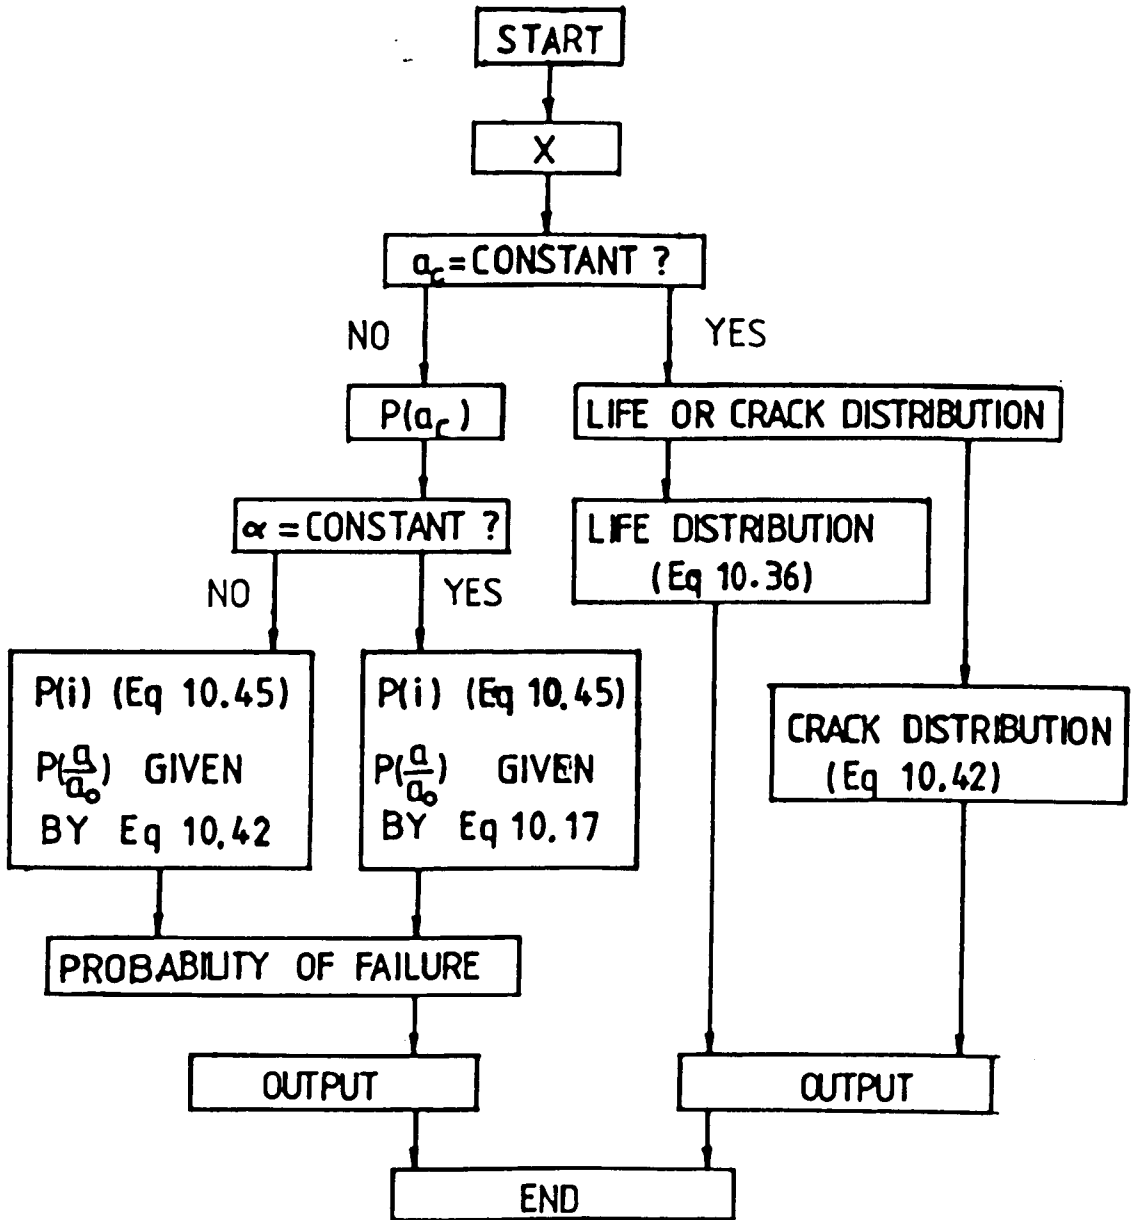 START
X
a_c = CONSTANT ?
NO
YES
P(a_c)
LIFE OR CRACK DISTRIBUTION
α = CONSTANT ?
LIFE DISTRIBUTION
(Eq 10.36)
NO
YES
P(i) (Eq 10.45)
P(a/a_o) GIVEN
BY Eq 10.42
P(i) (Eq 10.45)
P(a/a_o) GIVEN
BY Eq 10.17
CRACK DISTRIBUTION
(Eq 10.42)
PROBABILITY OF FAILURE
OUTPUT
OUTPUT
END